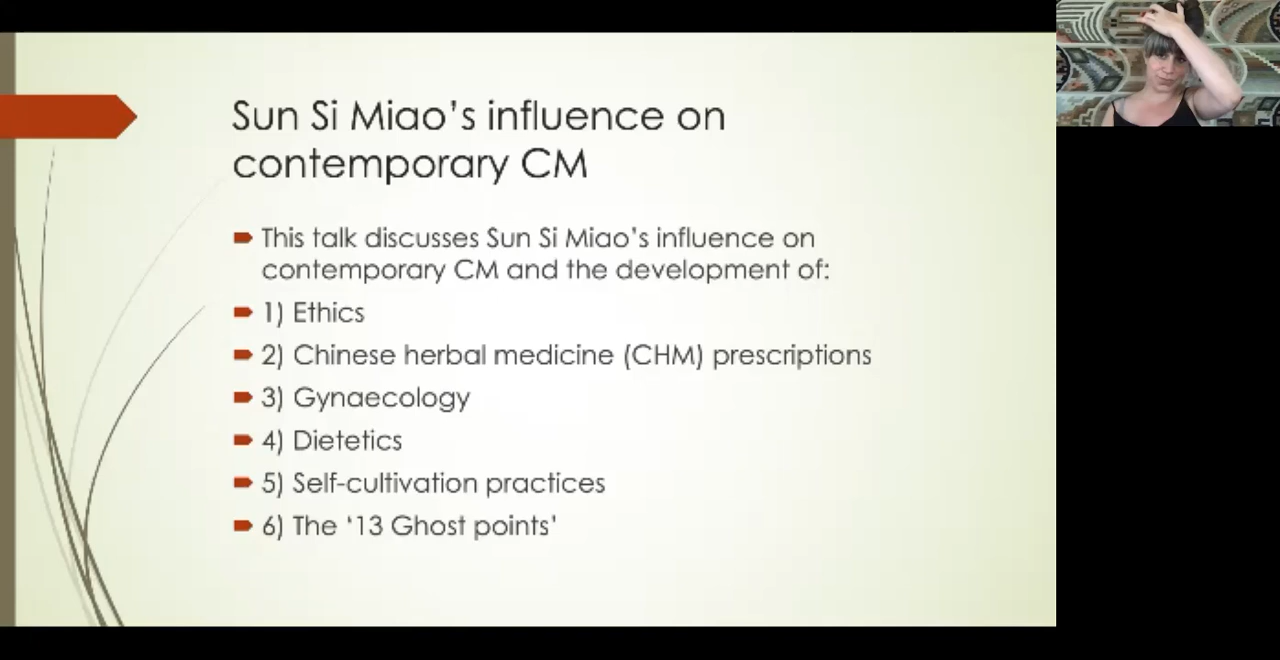 Sun Si Miao’s influence on
contemporary CM
This talk discusses Sun Si Miao’s influence on
contemporary CM and the development of:
1) Ethics
2) Chinese herbal medicine (CHM) prescriptions
3) Gynaecology
4) Dietetics
5) Self-cultivation practices
6) The ‘13 Ghost points’